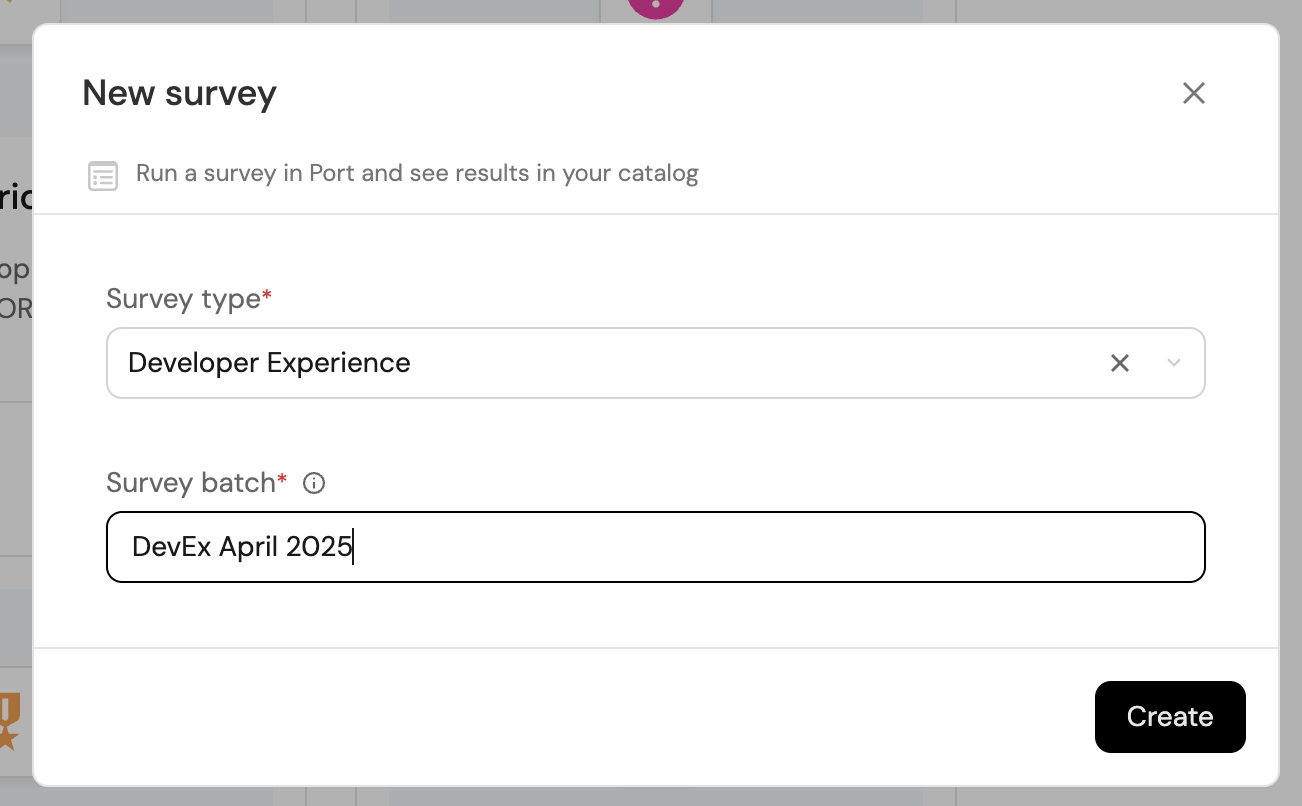 New survey
Run a survey in Port and see results in your catalog
Survey type*
Developer Experience
Survey batch*
DevEx April 2025
Create